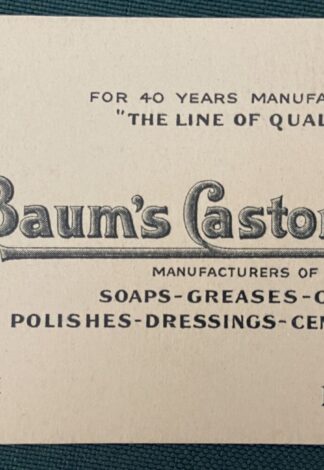 FOR 40 YEARS MANUFA
"THE LINE OF QUAL
Baum's Castor
MANUFACTURERS OF
SOAPS-GREASES-
POLISHES-DRESSINGS-CEM